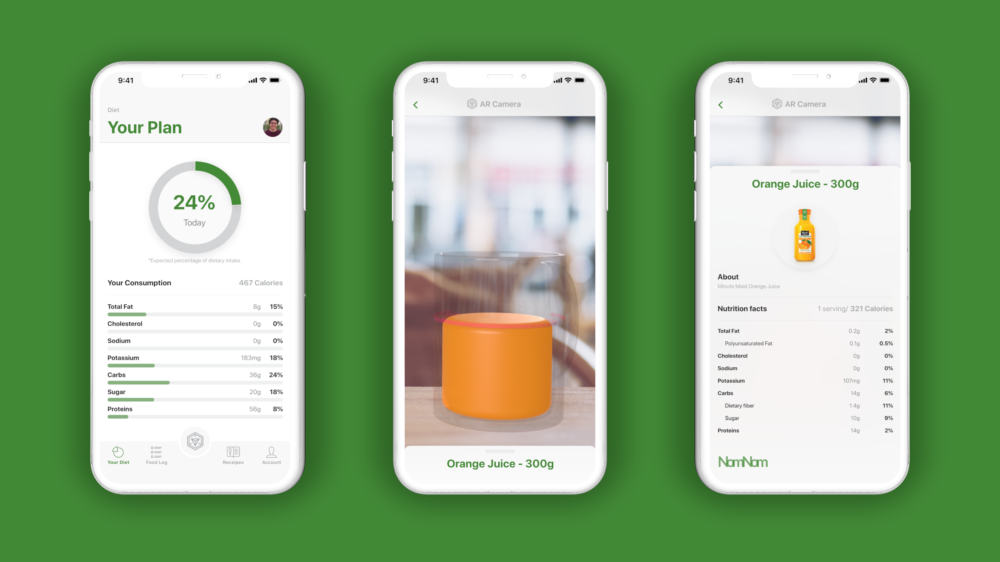 9:41
Diet
Your Plan
24%
Today
*Expected percentage of dietary intake.
Your Consumption 467 Calories
Total Fat 8g 15%
Cholesterol 0g 0%
Sodium 0g 0%
Potassium 183mg 18%
Carbs 36g 24%
Sugar 20g 18%
Proteins 56g 8%
Your Diet Food Log Receipes Account
9:41
AR Camera
Orange Juice - 300g
9:41
AR Camera
Orange Juice - 300g
Minute
Maid
About
Minute Maid Orange Juice
Nutrition facts 1 serving/ 321 Calories
Total Fat 0.2g 2%
Polyunsaturated Fat 0.1g 0.5%
Cholesterol 0g 0%
Sodium 0g 0%
Potassium 107mg 11%
Carbs 14g 6%
Dietary fiber 1.4g 11%
Sugar 10g 9%
Proteins 14g 2%
NomNom